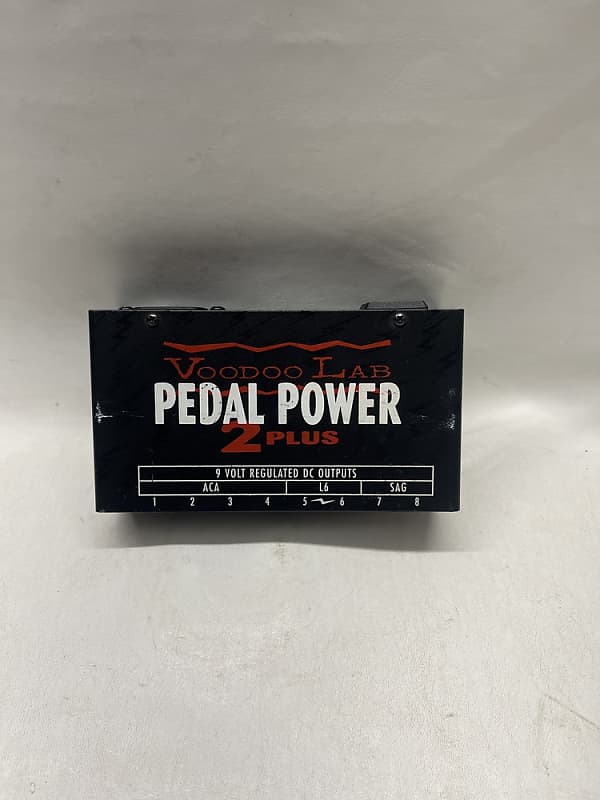 VOODOO LAB
PEDAL POWER
2 PLUS
9 VOLT REGULATED DC OUTPUTS
ACA L6 SAG
1 2 3 4 5 6 7 8